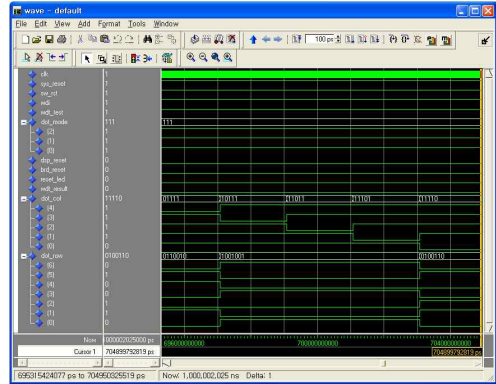 wave - default
File Edit View Add Format Tools Window
100 ps
clk 1
sys_reset 1
sw_rst 1
mdi 1
mdt_test 1
dot_mode 111 111
(2) 1
(1) 1
(0) 1
dsp_reset 0
brd_reset 0
reset_led 0
mdt_result 0
dot_col 11110 01111 10111 11011 11101 11110
(4) 1
(3) 1
(2) 1
(1) 1
(0) 0
dot_row 0100110 0110010 1001001 0100110
(6) 0
(5) 1
(4) 0
(3) 0
(2) 1
(1) 1
(0) 0
Now 000002025000 ps 696000000000 700000000000 704000000000
Cursor 1 704899792819 ps 704899792819 ps
695315424077 ps to 704950325519 ps Now: 1,000,002,025 ns Delta: 1